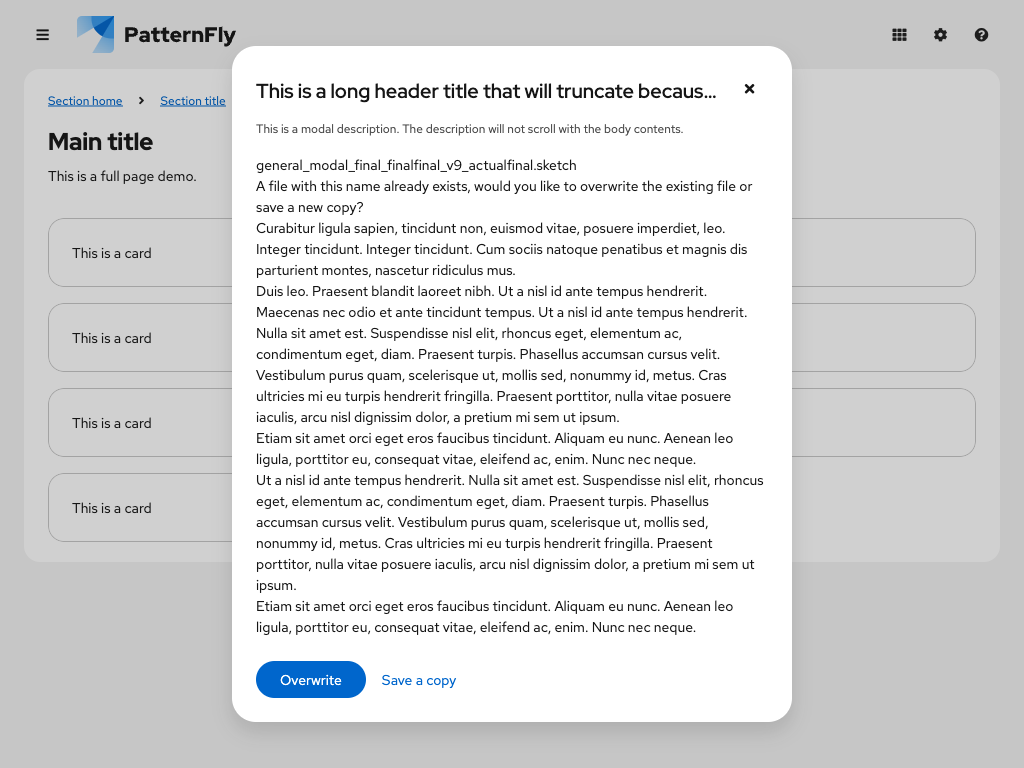 PatternFly
Section home
Section title
Main title
This is a full page demo.
This is a card
This is a card
This is a card
This is a card
This is a long header title that will truncate becaus...
This is a modal description. The description will not scroll with the body contents.
general_modal_final_finalfinal_v9_actualfinal.sketch
A file with this name already exists, would you like to overwrite the existing file or
save a new copy?
Curabitur ligula sapien, tincidunt non, euismod vitae, posuere imperdiet, leo.
Integer tincidunt. Integer tincidunt. Cum sociis natoque penatibus et magnis dis
parturient montes, nascetur ridiculus mus.
Duis leo. Praesent blandit laoreet nibh. Ut a nisl id ante tempus hendrerit.
Maecenas nec odio et ante tincidunt tempus. Ut a nisl id ante tempus hendrerit.
Nulla sit amet est. Suspendisse nisl elit, rhoncus eget, elementum ac,
condimentum eget, diam. Praesent turpis. Phasellus accumsan cursus velit.
Vestibulum purus quam, scelerisque ut, mollis sed, nonummy id, metus. Cras
ultricies mi eu turpis hendrerit fringilla. Praesent porttitor, nulla vitae posuere
iaculis, arcu nisl dignissim dolor, a pretium mi sem ut ipsum.
Etiam sit amet orci eget eros faucibus tincidunt. Aliquam eu nunc. Aenean leo
ligula, porttitor eu, consequat vitae, eleifend ac, enim. Nunc nec neque.
Ut a nisl id ante tempus hendrerit. Nulla sit amet est. Suspendisse nisl elit, rhoncus
eget, elementum ac, condimentum eget, diam. Praesent turpis. Phasellus
accumsan cursus velit. Vestibulum purus quam, scelerisque ut, mollis sed,
nonummy id, metus. Cras ultricies mi eu turpis hendrerit fringilla. Praesent
porttitor, nulla vitae posuere iaculis, arcu nisl dignissim dolor, a pretium mi sem ut
ipsum.
Etiam sit amet orci eget eros faucibus tincidunt. Aliquam eu nunc. Aenean leo
ligula, porttitor eu, consequat vitae, eleifend ac, enim. Nunc nec neque.
Overwrite
Save a copy